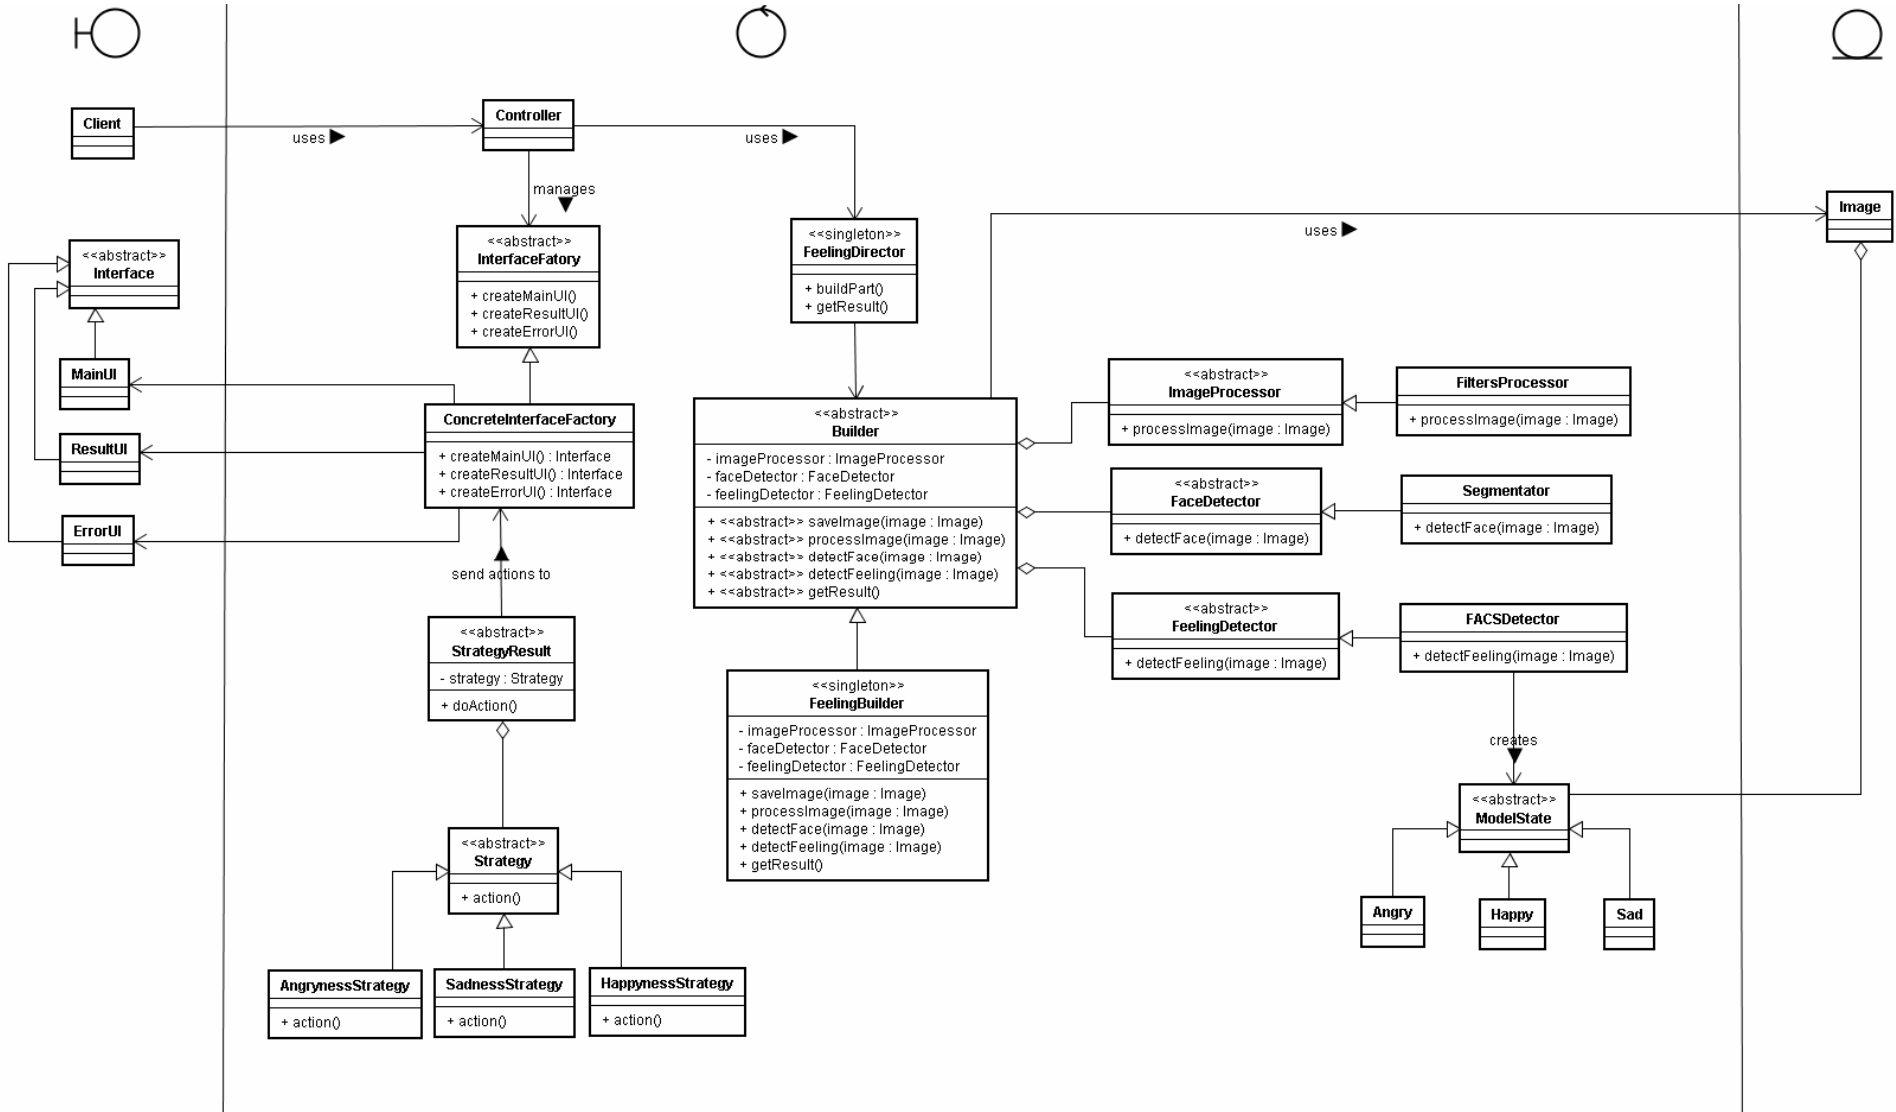 Client
uses
Controller
uses
manages
<<abstract>>
InterfaceFatory
+ createMainUI()
+ createResultUI()
+ createErrorUI()
<<singleton>>
FeelingDirector
+ buildPart()
+ getResult()
uses
Image
<<abstract>>
Interface
MainUI
ResultUI
ErrorUI
ConcreteInterfaceFactory
+ createMainUI() : Interface
+ createResultUI() : Interface
+ createErrorUI() : Interface
send actions to
<<abstract>>
StrategyResult
- strategy : Strategy
+ doAction()
<<abstract>>
Strategy
+ action()
AngrynessStrategy
+ action()
SadnessStrategy
+ action()
HappynessStrategy
+ action()
<<abstract>>
Builder
- imageProcessor : ImageProcessor
- faceDetector : FaceDetector
- feelingDetector : FeelingDetector
+ <<abstract>> saveImage(image : Image)
+ <<abstract>> processImage(image : Image)
+ <<abstract>> detectFace(image : Image)
+ <<abstract>> detectFeeling(image : Image)
+ <<abstract>> getResult()
<<singleton>>
FeelingBuilder
- imageProcessor : ImageProcessor
- faceDetector : FaceDetector
- feelingDetector : FeelingDetector
+ saveImage(image : Image)
+ processImage(image : Image)
+ detectFace(image : Image)
+ detectFeeling(image : Image)
+ getResult()
<<abstract>>
ImageProcessor
+ processImage(image : Image)
FiltersProcessor
+ processImage(image : Image)
<<abstract>>
FaceDetector
+ detectFace(image : Image)
Segmentator
+ detectFace(image : Image)
<<abstract>>
FeelingDetector
+ detectFeeling(image : Image)
FACSDetector
+ detectFeeling(image : Image)
creates
<<abstract>>
ModelState
Angry
Happy
Sad